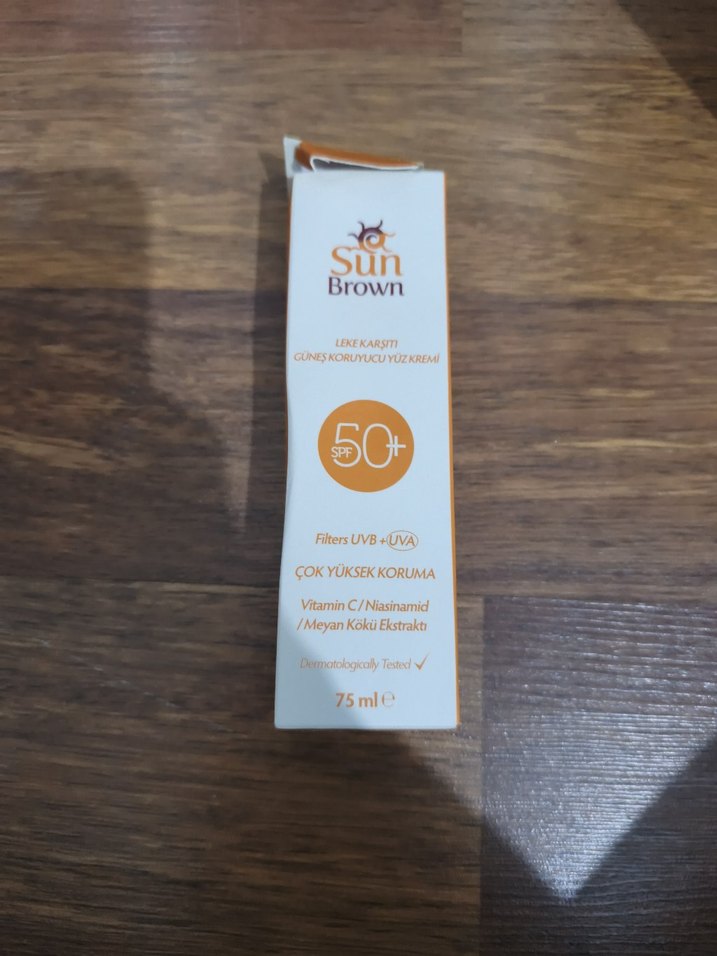 Sun
Brown
LEKE KARŞITI
GÜNEŞ KORUYUCU YÜZ KREMİ
SPF 50+
Filters UVB + UVA
ÇOK YÜKSEK KORUMA
Vitamin C / Niasinamid
/ Meyan Kökü Ekstraktı
Dermatologically Tested ✓
75 ml ℮